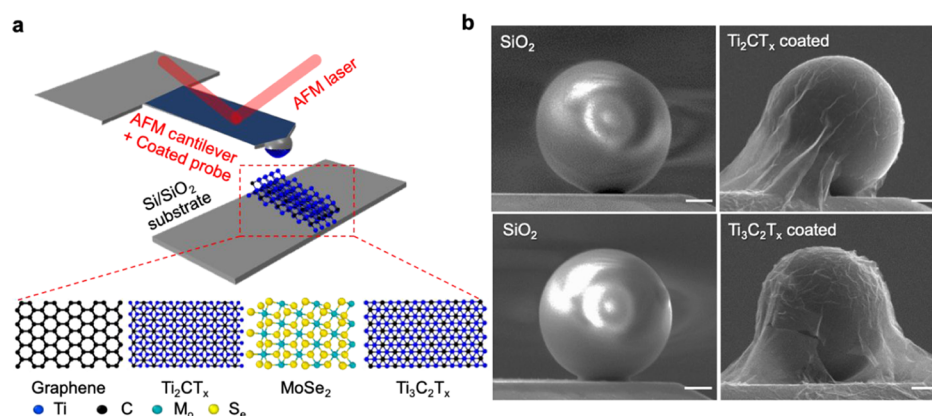 a
AFM laser
AFM cantilever
+ Coated probe
Si/SiO₂
substrate
Graphene
Ti₂CTₓ
MoSe₂
Ti₃C₂Tₓ
Ti
C
Mₒ
Sₑ
b
SiO₂
Ti₂CTₓ coated
SiO₂
Ti₃C₂Tₓ coated